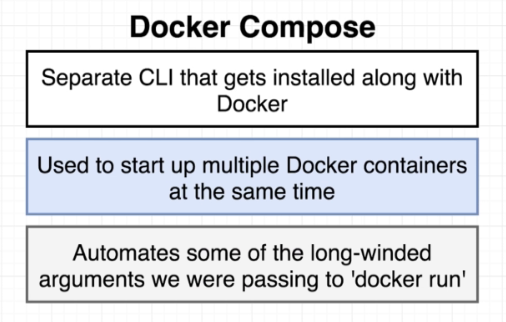 Docker Compose
Separate CLI that gets installed along with
Docker
Used to start up multiple Docker containers
at the same time
Automates some of the long-winded
arguments we were passing to 'docker run'